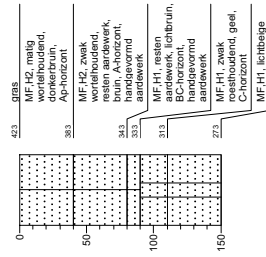 423
gras
MF,H2, matig
wortelhoudend,
donkerbruin,
Ap-horizont
383
MF,H2, zwak
wortelhoudend,
resten aardewerk,
bruin, A-horizont,
handgevormd
aardewerk
343
333
MF,H1, resten
aardewerk, lichtbruin,
BC-horizont,
handgevormd
aardewerk
313
MF,H1, zwak
roesthoudend, geel,
C-horizont
273
MF,H1, lichtbeige
0
50
100
150